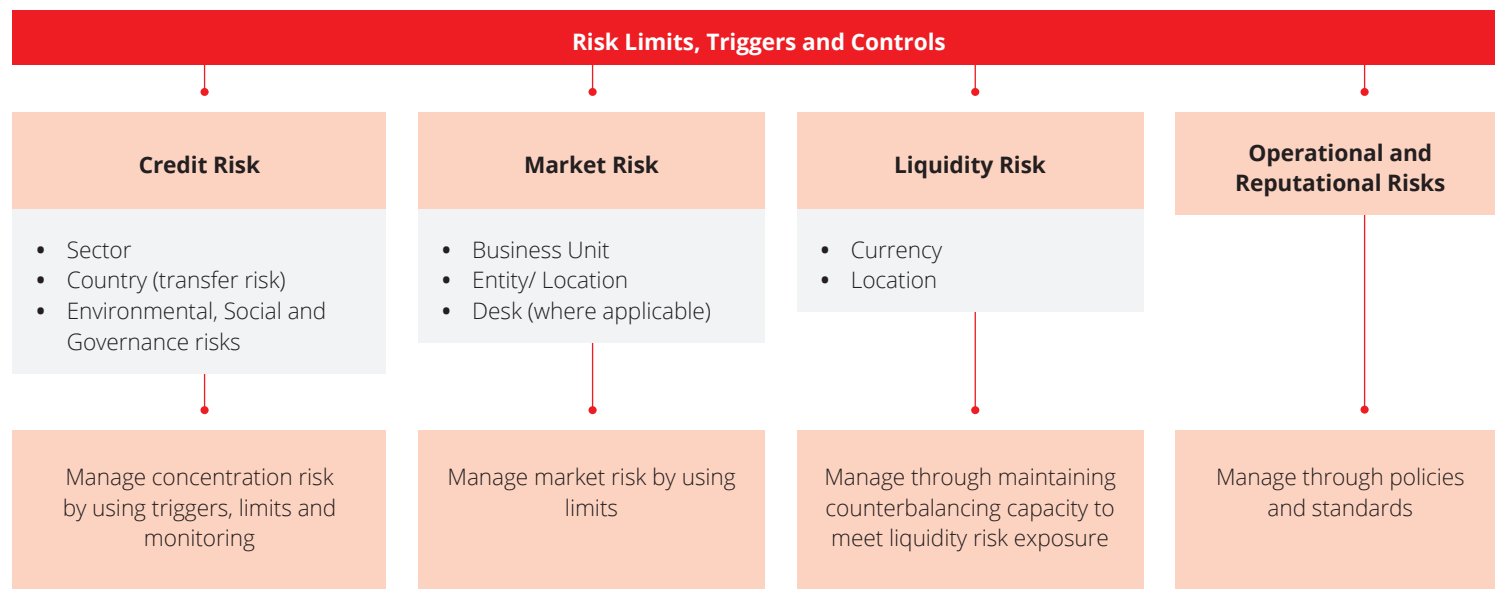 Risk Limits, Triggers and Controls
Credit Risk
• Sector
• Country (transfer risk)
• Environmental, Social and
Governance risks
Manage concentration risk
by using triggers, limits and
monitoring
Market Risk
• Business Unit
• Entity/ Location
• Desk (where applicable)
Manage market risk by using
limits
Liquidity Risk
• Currency
• Location
Manage through maintaining
counterbalancing capacity to
meet liquidity risk exposure
Operational and
Reputational Risks
Manage through policies
and standards